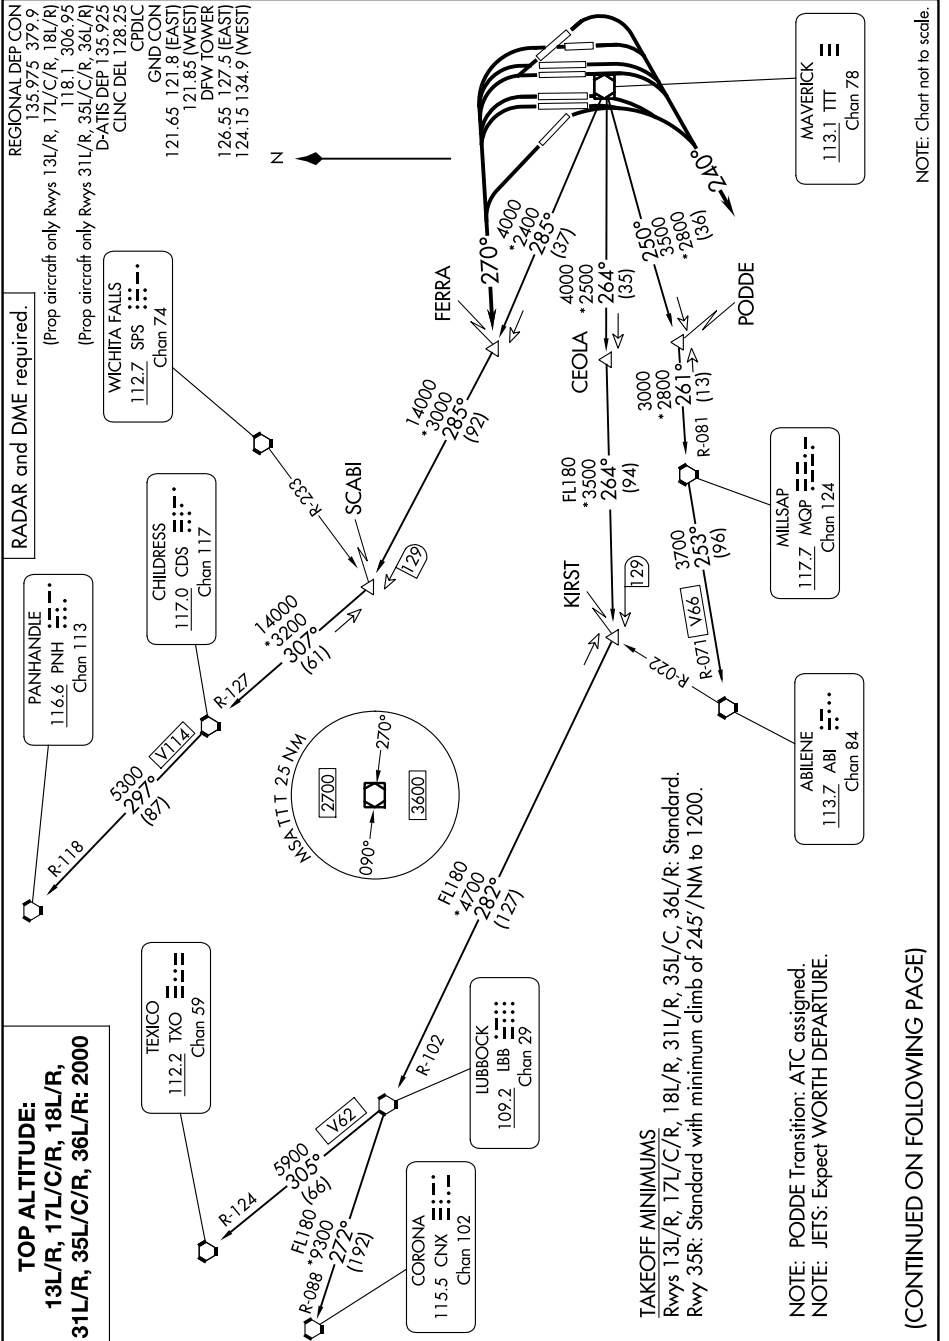 TOP ALTITUDE:
13L/R, 17L/C/R, 18L/R,
31L/R, 35L/C/R, 36L/R: 2000
RADAR and DME required.
REGIONAL DEP CON
135.975 379.9
(Prop aircraft only Rwys 13L/R, 17L/C/R, 18L/R)
118.1 306.95
(Prop aircraft only Rwys 31L/R, 35L/C/R, 36L/R)
D-ATIS DEP 135.925
CLNC DEL 128.25
CPDLC
GND CON
121.65 121.8 (EAST)
121.85 (WEST)
DFW TOWER
126.55 127.5 (EAST)
124.15 134.9 (WEST)
N
PANHANDLE
116.6 PNH
Chan 113
CHILDRESS
117.0 CDS
Chan 117
WICHITA FALLS
112.7 SPS
Chan 74
TEXICO
112.2 TXO
Chan 59
R-118
5300
297°
(87)
V114
R-127
14000
*3200
307°
(61)
R-233
SCABI
129
14000
*3000
285°
(92)
FERRA
270°
4000
*2400
285°
(37)
MSA TTT 25 NM
2700
090°
270°
3600
R-124
5900
305°
(66)
V62
R-088
FL180
*9300
272°
(192)
R-102
FL180
*4700
282°
(127)
KIRST
129
R-022
FL180
*3500
264°
(94)
CEOLA
4000
*2500
264°
(35)
250°
3500
*2800
(36)
240°
PODDE
3000
*2800
261°
(13)
R-081
3700
253°
(96)
V66
R-071
CORONA
115.5 CNX
Chan 102
LUBBOCK
109.2 LBB
Chan 29
ABILENE
113.7 ABI
Chan 84
MILLSAP
117.7 MQP
Chan 124
MAVERICK
113.1 TTT
Chan 78
TAKEOFF MINIMUMS
Rwys 13L/R, 17L/C/R, 18L/R, 31L/R, 35L/C, 36L/R: Standard.
Rwy 35R: Standard with minimum climb of 245'/NM to 1200.
NOTE: PODDE Transition: ATC assigned.
NOTE: JETS: Expect WORTH DEPARTURE.
(CONTINUED ON FOLLOWING PAGE)
NOTE: Chart not to scale.